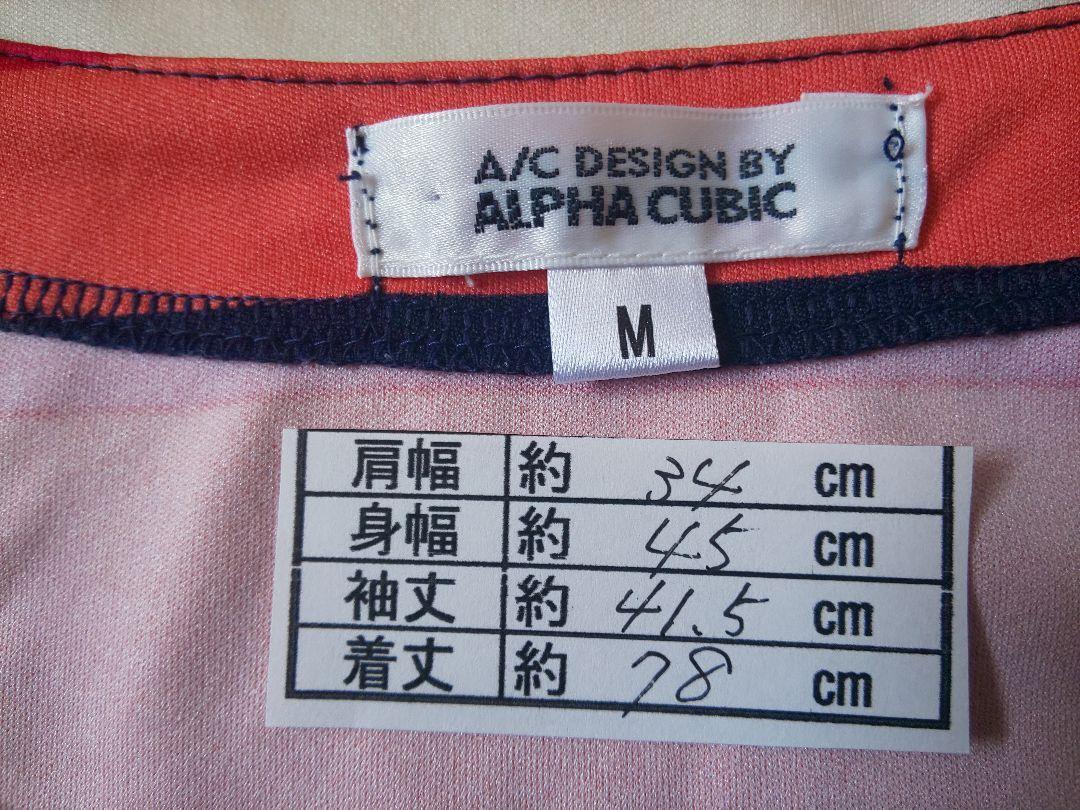 A/C DESIGN BY
ALPHA CUBIC
M
肩幅 約 34 cm
身幅 約 45 cm
袖丈 約 41.5 cm
着丈 約 78 cm